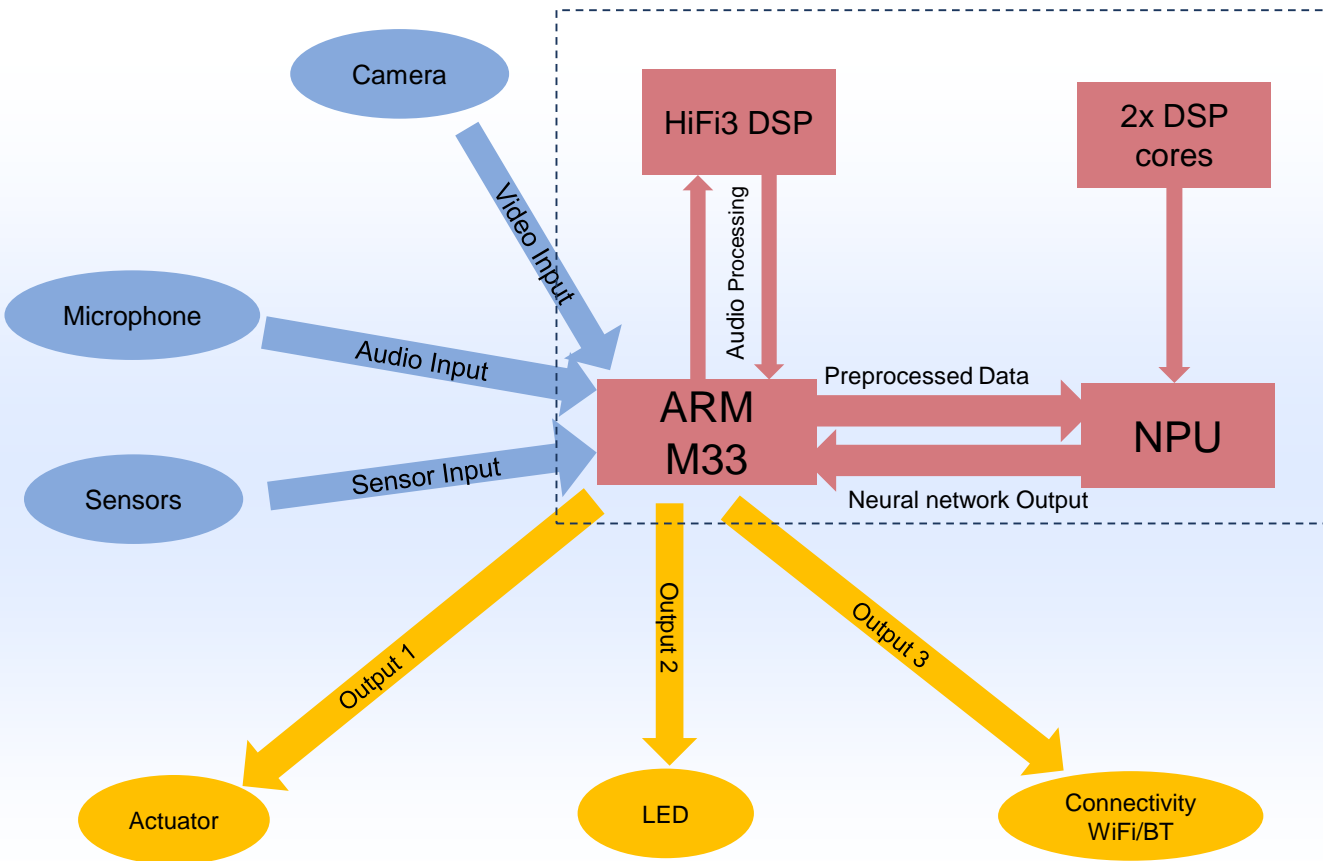 Camera
HiFi3 DSP
2x DSP
cores
Video Input
Audio Processing
Microphone
Audio Input
Preprocessed Data
ARM
M33
NPU
Sensor Input
Sensors
Neural network Output
Output 1
Output 2
Output 3
Actuator
LED
Connectivity
WiFi/BT